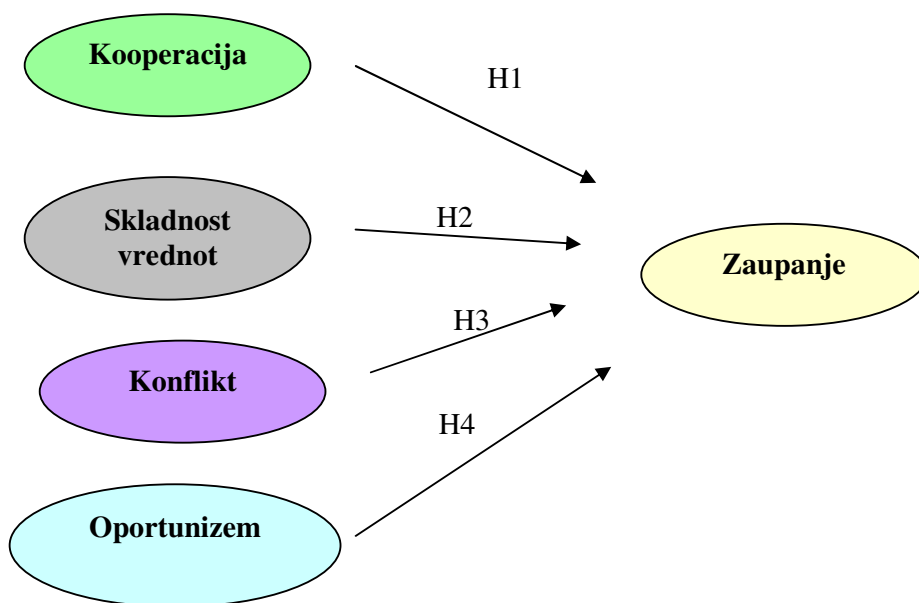 Kooperacija
H1
Skladnost
vrednot
H2
Zaupanje
H3
Konflikt
H4
Oportunizem